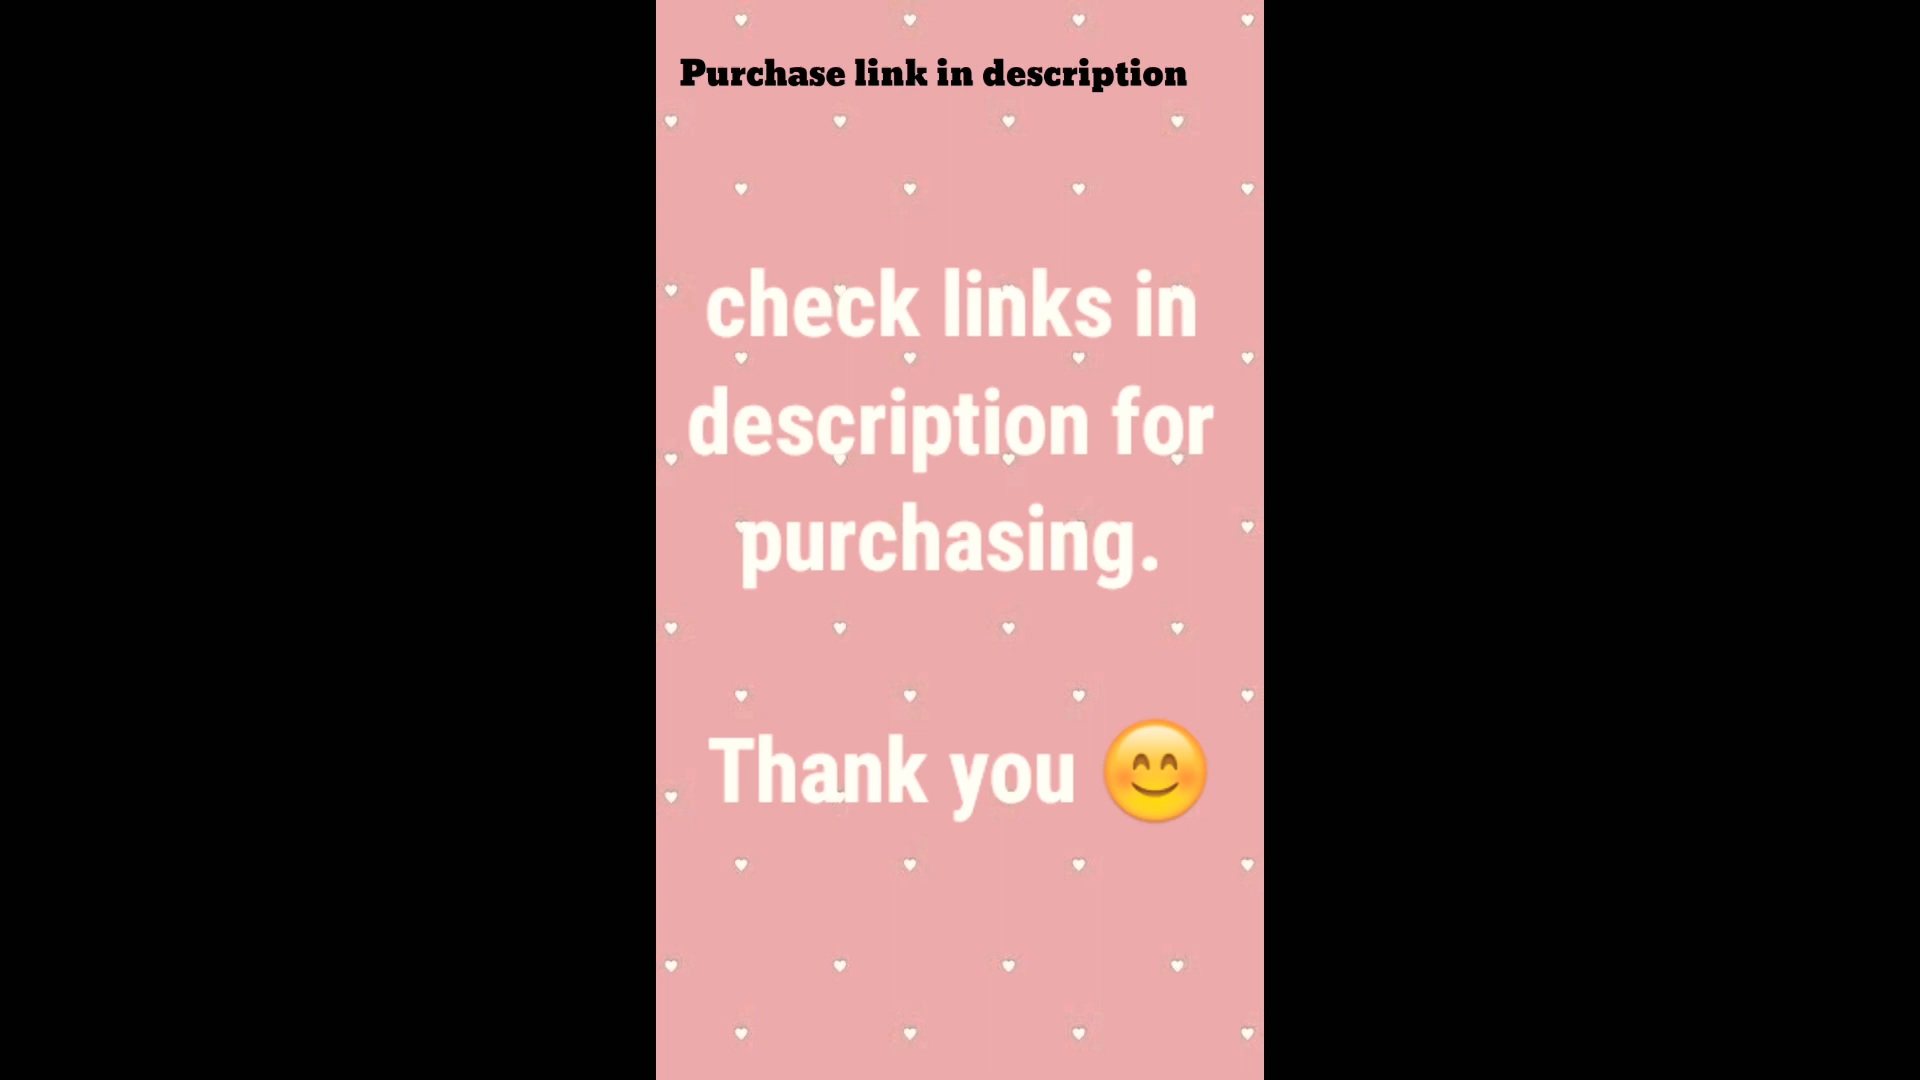 Purchase link in description
check links in
description for
purchasing.
Thank you 😊